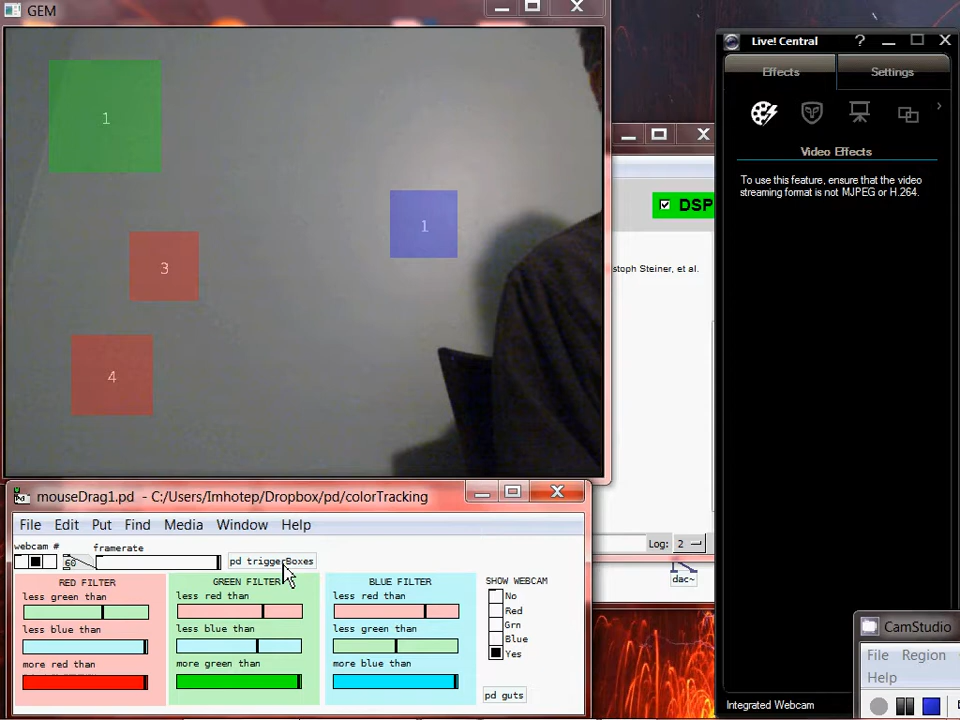 GEM
1
1
3
4
Live! Central
?
Effects
Settings
Video Effects
To use this feature, ensure that the video
streaming format is not MJPEG or H.264.
DSP
stoph Steiner, et al.
Log: 2
dac~
mouseDrag1.pd - C:/Users/Imhotep/Dropbox/pd/colorTracking
File Edit Put Find Media Window Help
webcam #
framerate
60
pd triggerBoxes
RED FILTER
less green than
less blue than
more red than
GREEN FILTER
less red than
less blue than
more green than
BLUE FILTER
less red than
less green than
more blue than
SHOW WEBCAM
No
Red
Grn
Blue
Yes
pd guts
CamStudio
File Region
Help
Integrated Webcam